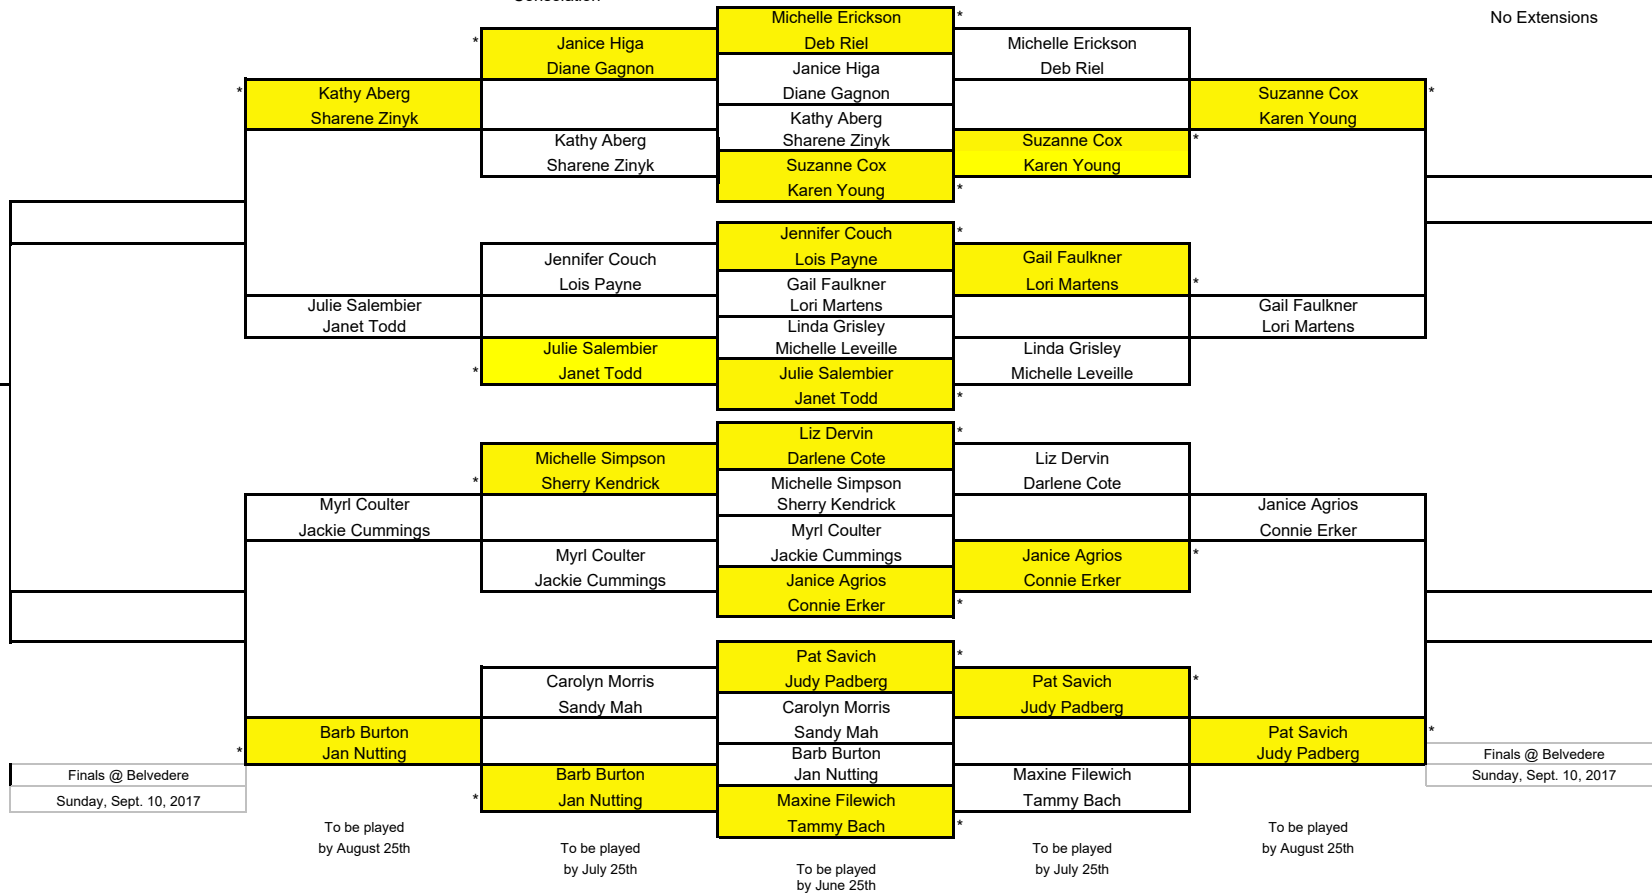 Consolation
No Extensions
*
Kathy Aberg
Sharene Zinyk
Julie Salembier
Janet Todd
Myrl Coulter
Jackie Cummings
Barb Burton
* Jan Nutting
Finals @ Belvedere
Sunday, Sept. 10, 2017
To be played
by August 25th
* Janice Higa
Diane Gagnon
Kathy Aberg
Sharene Zinyk
Jennifer Couch
Lois Payne
Julie Salembier
* Janet Todd
Michelle Simpson
* Sherry Kendrick
Myrl Coulter
Jackie Cummings
Carolyn Morris
Sandy Mah
Barb Burton
* Jan Nutting
To be played
by July 25th
Michelle Erickson *
Deb Riel
Janice Higa
Diane Gagnon
Kathy Aberg
Sharene Zinyk
Suzanne Cox
Karen Young *
Jennifer Couch *
Lois Payne
Gail Faulkner
Lori Martens
Linda Grisley
Michelle Leveille
Julie Salembier
Janet Todd *
Liz Dervin *
Darlene Cote
Michelle Simpson
Sherry Kendrick
Myrl Coulter
Jackie Cummings
Janice Agrios
Connie Erker *
Pat Savich *
Judy Padberg
Carolyn Morris
Sandy Mah
Barb Burton
Jan Nutting
Maxine Filewich
Tammy Bach *
To be played
by June 25th
Michelle Erickson
Deb Riel
Suzanne Cox *
Karen Young
Gail Faulkner
Lori Martens *
Linda Grisley
Michelle Leveille
Liz Dervin
Darlene Cote
Janice Agrios *
Connie Erker
Pat Savich *
Judy Padberg
Maxine Filewich
Tammy Bach
To be played
by July 25th
Suzanne Cox *
Karen Young
Gail Faulkner
Lori Martens
Janice Agrios
Connie Erker
Pat Savich *
Judy Padberg
To be played
by August 25th
Finals @ Belvedere
Sunday, Sept. 10, 2017